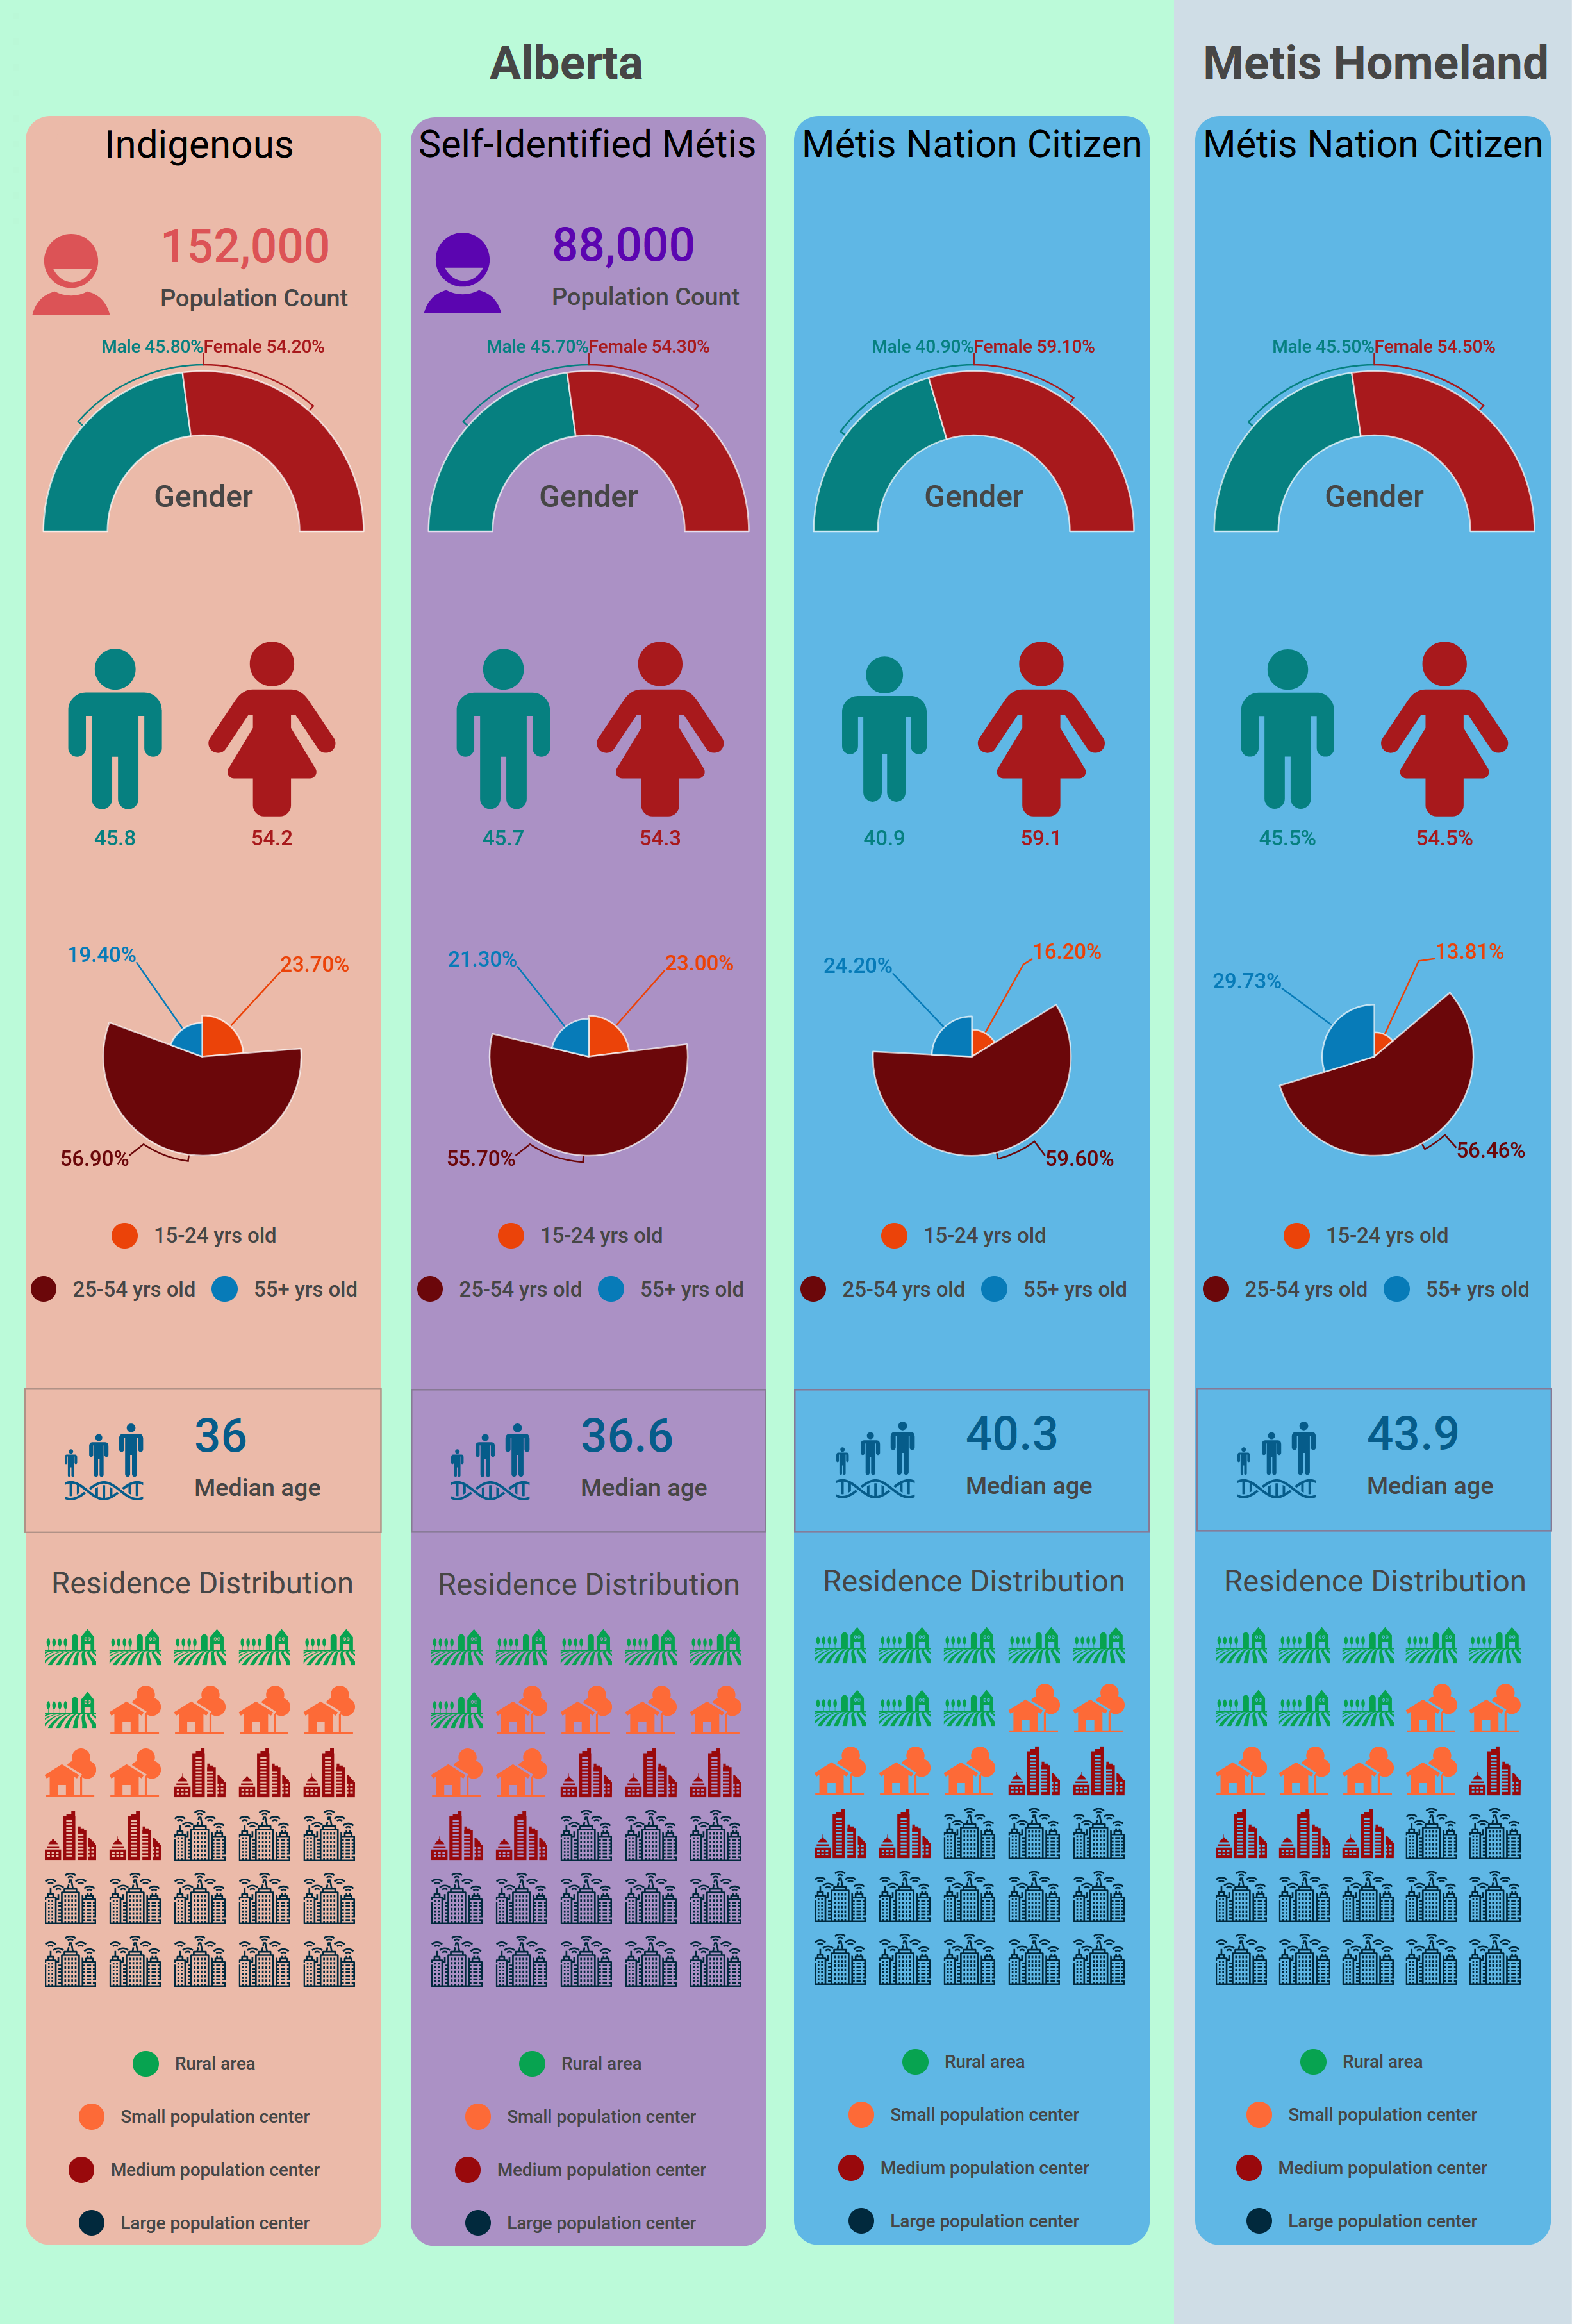 Alberta
Metis Homeland
Indigenous
152,000
Population Count
Male 45.80% Female 54.20%
Gender
45.8
54.2
19.40%
23.70%
56.90%
15-24 yrs old
25-54 yrs old
55+ yrs old
36
Median age
Residence Distribution
Rural area
Small population center
Medium population center
Large population center
Self-Identified Métis
88,000
Population Count
Male 45.70% Female 54.30%
Gender
45.7
54.3
21.30%
23.00%
55.70%
15-24 yrs old
25-54 yrs old
55+ yrs old
36.6
Median age
Residence Distribution
Rural area
Small population center
Medium population center
Large population center
Métis Nation Citizen
Male 40.90% Female 59.10%
Gender
40.9
59.1
24.20%
16.20%
59.60%
15-24 yrs old
25-54 yrs old
55+ yrs old
40.3
Median age
Residence Distribution
Rural area
Small population center
Medium population center
Large population center
Métis Nation Citizen
Male 45.50% Female 54.50%
Gender
45.5%
54.5%
29.73%
13.81%
56.46%
15-24 yrs old
25-54 yrs old
55+ yrs old
43.9
Median age
Residence Distribution
Rural area
Small population center
Medium population center
Large population center